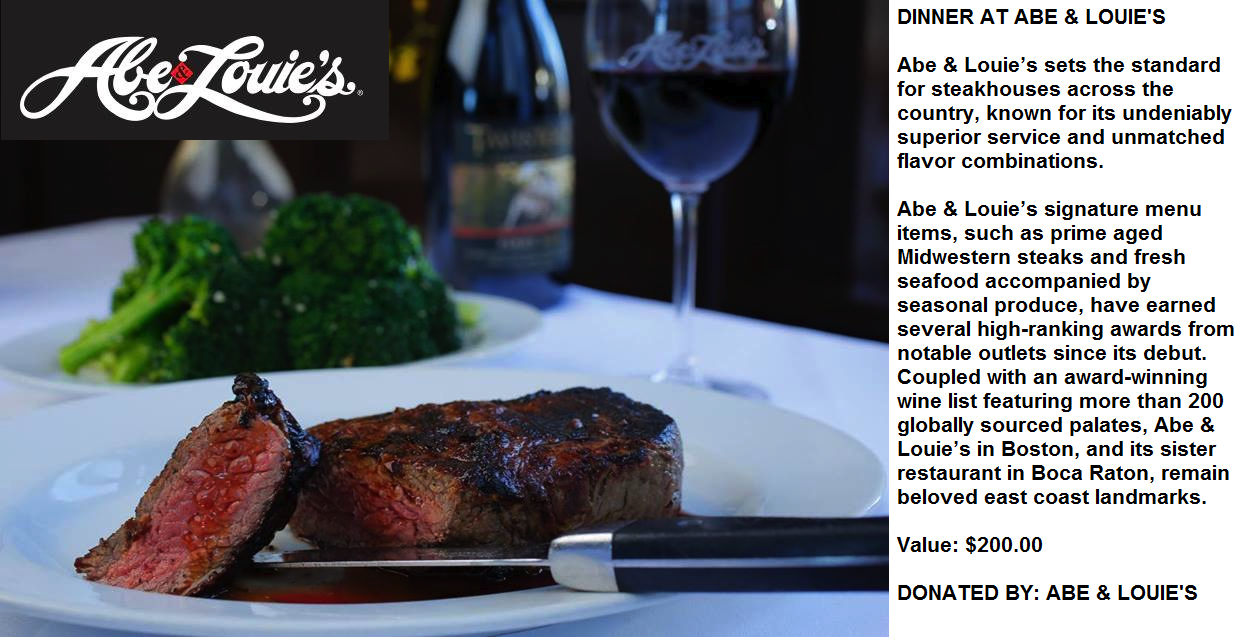 Abe & Louie's®
Abe & Louie's
DINNER AT ABE & LOUIE'S
Abe & Louie’s sets the standard
for steakhouses across the
country, known for its undeniably
superior service and unmatched
flavor combinations.
Abe & Louie’s signature menu
items, such as prime aged
Midwestern steaks and fresh
seafood accompanied by
seasonal produce, have earned
several high-ranking awards from
notable outlets since its debut.
Coupled with an award-winning
wine list featuring more than 200
globally sourced palates, Abe &
Louie’s in Boston, and its sister
restaurant in Boca Raton, remain
beloved east coast landmarks.
Value: $200.00
DONATED BY: ABE & LOUIE'S